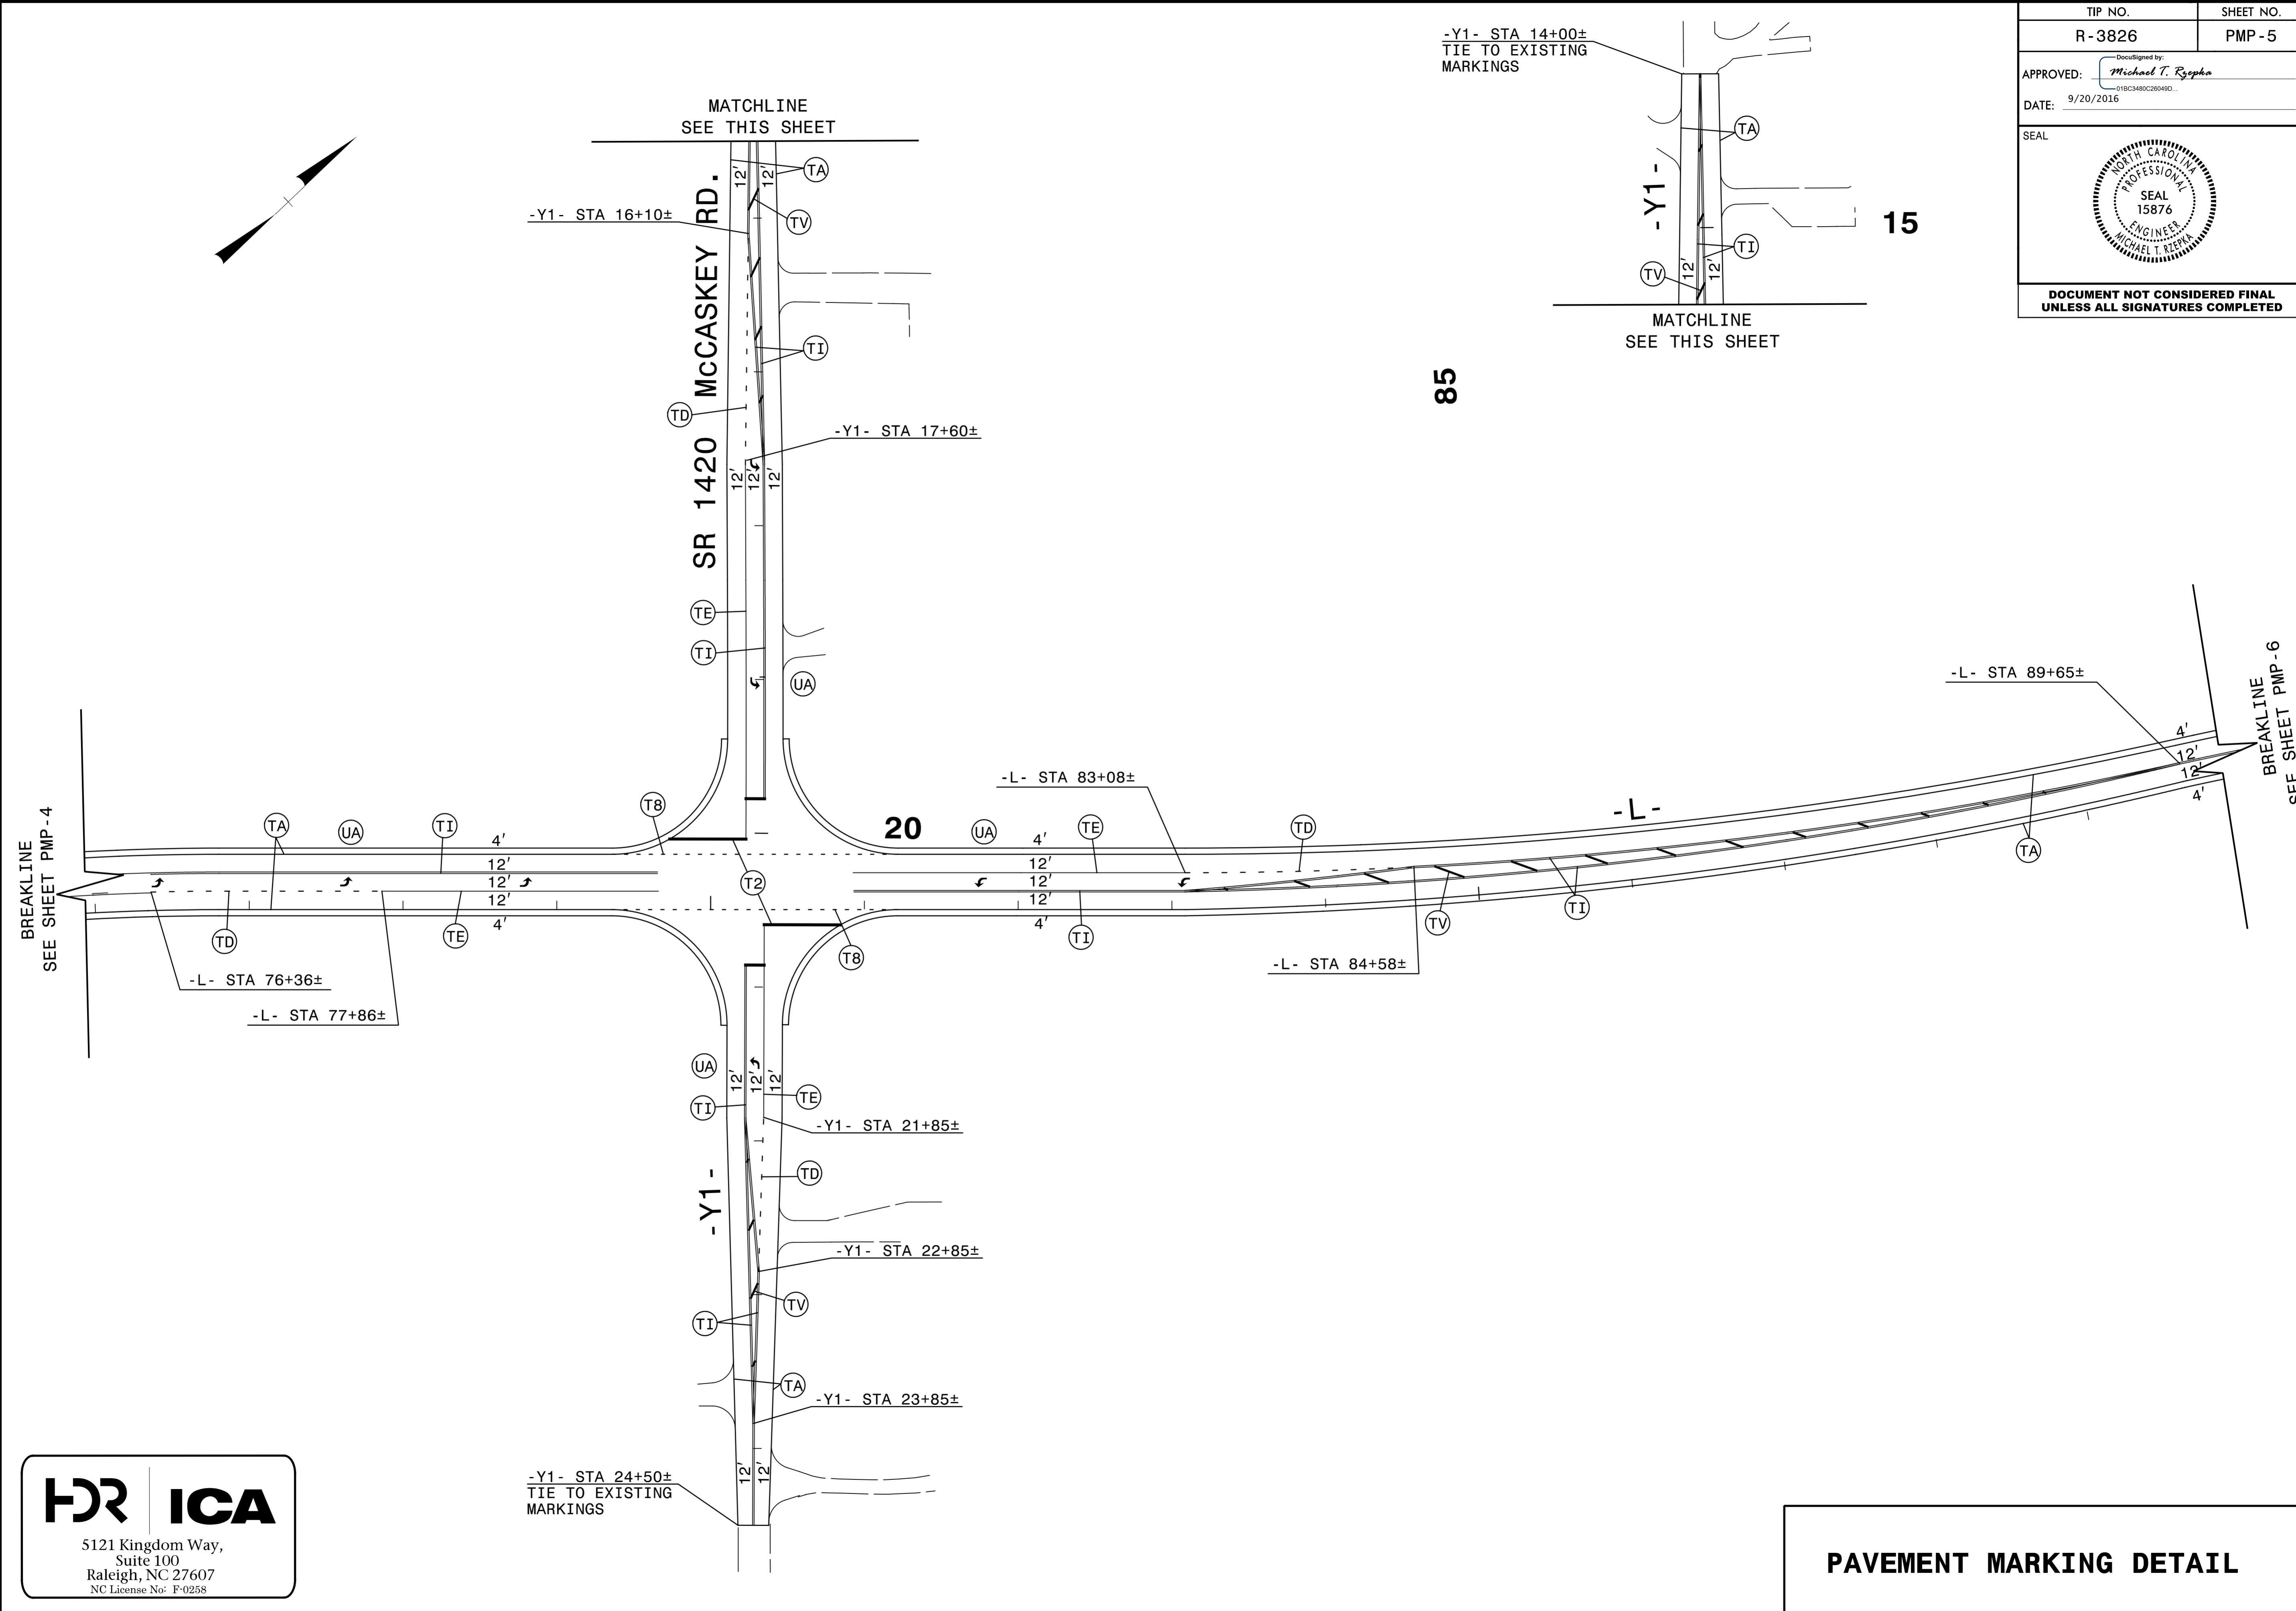 TIP NO.
SHEET NO.
R-3826
PMP-5
APPROVED:
DocuSigned by:
Michael T. Rzepka
01BC3480C26049D...
DATE: 9/20/2016
SEAL
NORTH CAROLINA
PROFESSIONAL
SEAL
15876
ENGINEER
MICHAEL T. RZEPKA
DOCUMENT NOT CONSIDERED FINAL
UNLESS ALL SIGNATURES COMPLETED
-Y1- STA 14+00±
TIE TO EXISTING
MARKINGS
TA
-Y1-
15
TI
TV
12'
12'
MATCHLINE
SEE THIS SHEET
85
MATCHLINE
SEE THIS SHEET
12'
12'
TA
-Y1- STA 16+10±
TV
SR 1420 McCASKEY RD.
TI
TD
-Y1- STA 17+60±
12'
12'
12'
TE
TI
UA
BREAKLINE
SEE SHEET PMP-4
TA
UA
TI
4'
12'
12'
12'
4'
T8
T2
20
UA
4'
TE
12'
12'
12'
4'
-L- STA 83+08±
TD
-L-
-L- STA 89+65±
4'
12'
12'
4'
BREAKLINE
SEE SHEET PMP-6
TA
TD
TE
TI
T8
TV
TI
-L- STA 76+36±
-L- STA 77+86±
-L- STA 84+58±
UA
12'
12'
12'
TI
TE
-Y1- STA 21+85±
-Y1-
TD
-Y1- STA 22+85±
TV
TI
TA
-Y1- STA 23+85±
12'
12'
-Y1- STA 24+50±
TIE TO EXISTING
MARKINGS
HDR ICA
5121 Kingdom Way,
Suite 100
Raleigh, NC 27607
NC License No: F-0258
PAVEMENT MARKING DETAIL